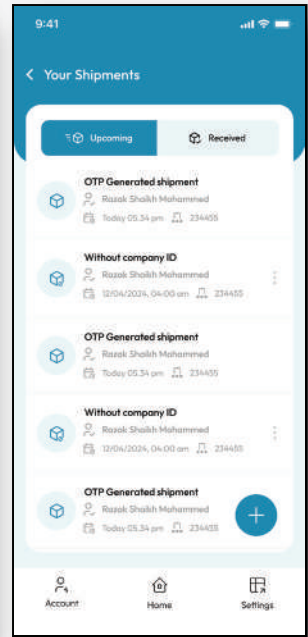 9:41
Your Shipments
Upcoming
Received
OTP Generated shipment
Razak Shaikh Mohammed
Today 05.34 pm 234455
Without company ID
Razak Shaikh Mohammed
12/04/2024, 04:00 am 234455
OTP Generated shipment
Razak Shaikh Mohammed
Today 05.34 pm 234455
Without company ID
Razak Shaikh Mohammed
12/04/2024, 04:00 am 234455
OTP Generated shipment
Razak Shaikh Mohammed
Today 05.34 pm 234455
Account Home Settings